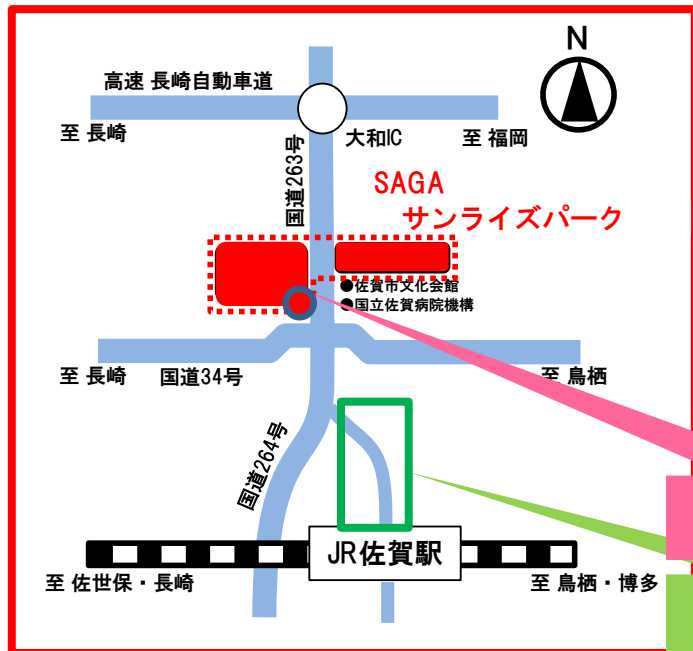 N
高速 長崎自動車道
至 長崎
大和IC
至 福岡
国道263号
SAGA
サンライズパーク
●佐賀市文化会館
●国立佐賀病院機構
至 長崎
国道34号
至 鳥栖
国道264号
JR佐賀駅
至 佐世保・長崎
至 鳥栖・博多